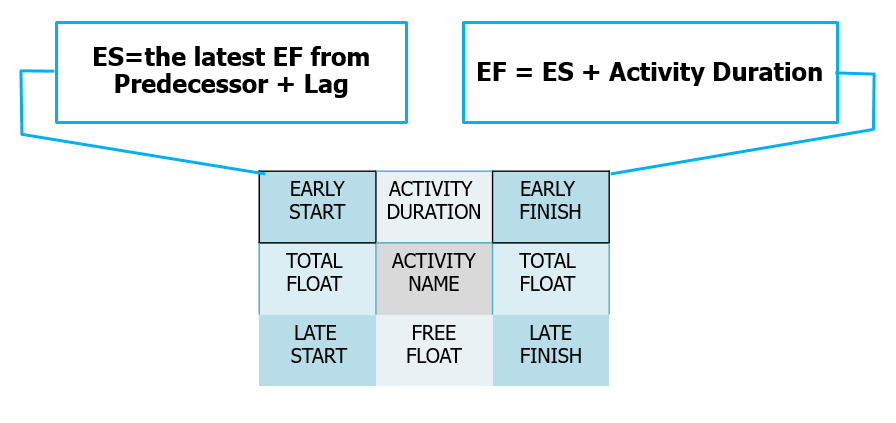 ES=the latest EF from
Predecessor + Lag
EF = ES + Activity Duration
EARLY
START
ACTIVITY
DURATION
EARLY
FINISH
TOTAL
FLOAT
ACTIVITY
NAME
TOTAL
FLOAT
LATE
START
FREE
FLOAT
LATE
FINISH